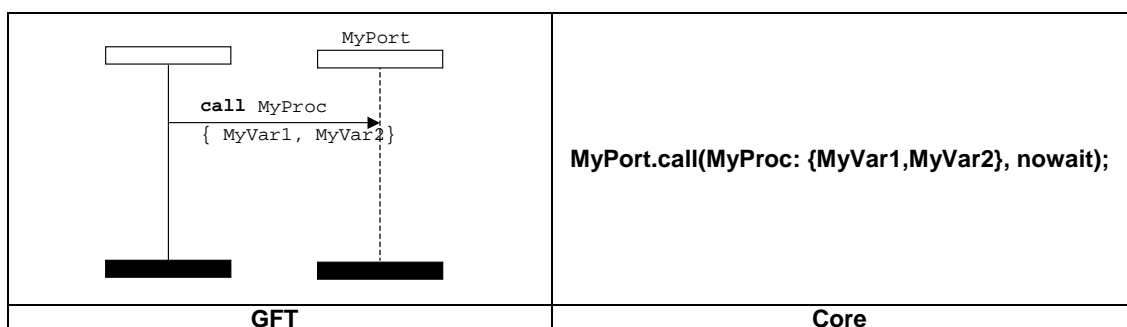 MyPort
call MyProc
{ MyVar1, MyVar2}
MyPort.call(MyProc: {MyVar1,MyVar2}, nowait);
GFT
Core